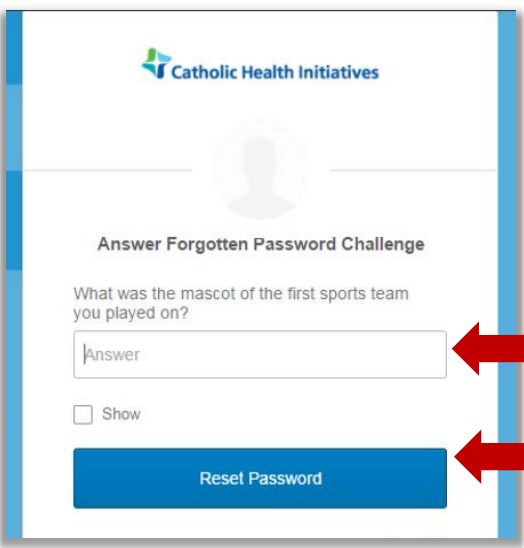 Catholic Health Initiatives
Answer Forgotten Password Challenge
What was the mascot of the first sports team
you played on?
Answer
Show
Reset Password